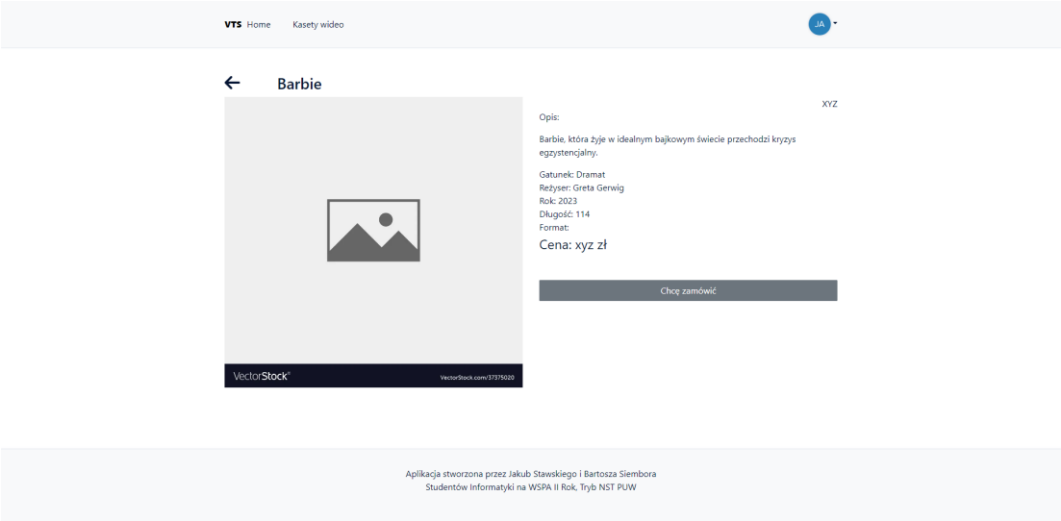 VTS Home Kasety wideo JA
Barbie
XYZ
Opis:
Barbie, która żyje w idealnym bajkowym świecie przechodzi kryzys
egzystencjalny.
Gatunek: Dramat
Reżyser: Greta Gerwig
Rok: 2023
Długość: 114
Format:
Cena: xyz zł
Chcę zamówić
VectorStock® VectorStock.com/37375020
Aplikacja stworzona przez Jakub Stawskiego i Bartosza Siembora
Studentów Informatyki na WSPA II Rok, Tryb NST PUW